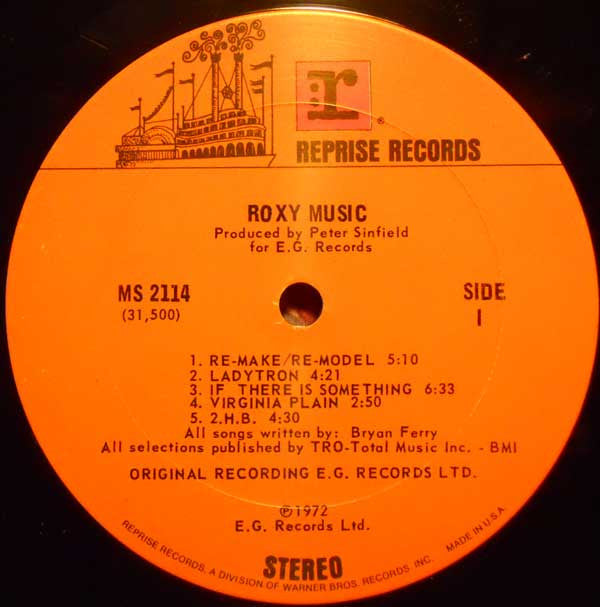 :r
®
REPRISE RECORDS
ROXY MUSIC
Produced by Peter Sinfield
for E.G. Records
MS 2114
(31,500)
SIDE
1
1. RE-MAKE/RE-MODEL 5:10
2. LADYTRON 4:21
3. IF THERE IS SOMETHING 6:33
4. VIRGINIA PLAIN 2:50
5. 2.H.B. 4:30
All songs written by: Bryan Ferry
All selections published by TRO-Total Music Inc. - BMI
ORIGINAL RECORDING E.G. RECORDS LTD.
℗1972
E.G. Records Ltd.
STEREO
REPRISE RECORDS, A DIVISION OF WARNER BROS. RECORDS INC. MADE IN U.S.A.